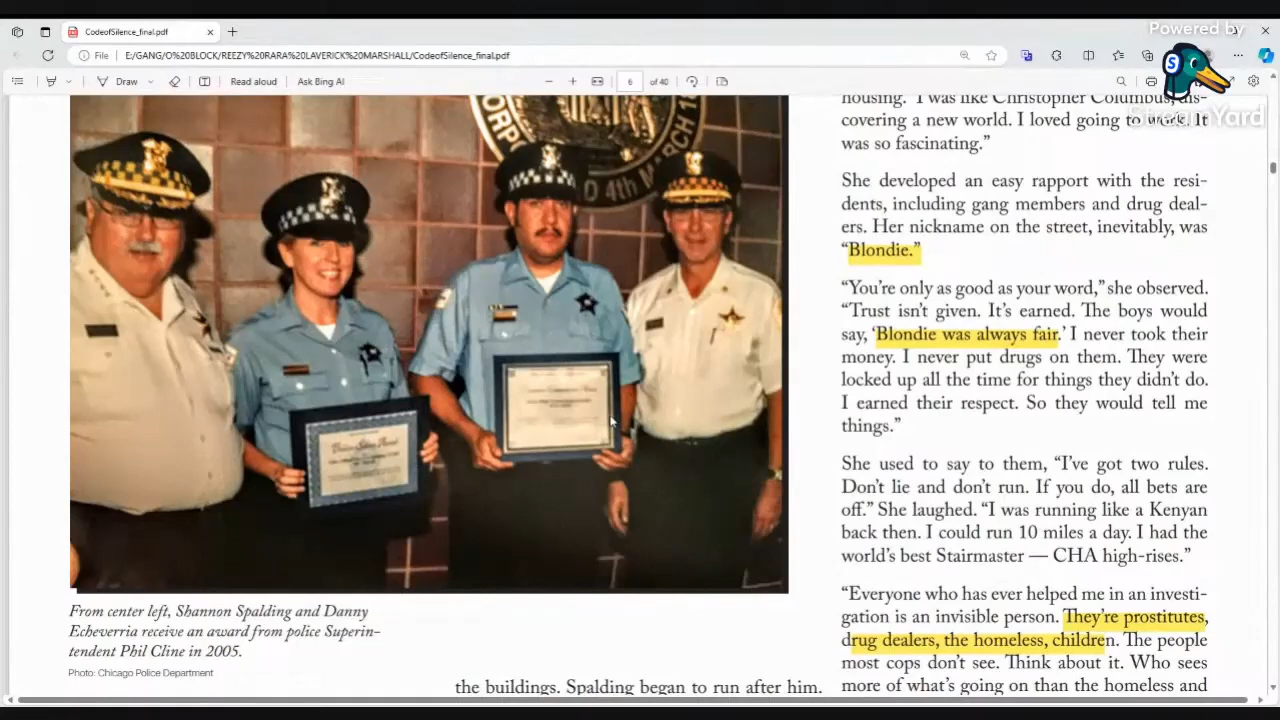 Powered by
StreamYard
CodeofSilence_final.pdf
File
E:/GANG/O%20BLOCK/REEZY%20RARA%20LAVERICK%20MARSHALL/CodeofSilence_final.pdf
Draw
Read aloud
Ask Bing AI
6
of 40
ORPO
D 4th MARCH 1
From center left, Shannon Spalding and Danny
Echeverria receive an award from police Superin-
tendent Phil Cline in 2005.
Photo: Chicago Police Department
the buildings. Spalding began to run after him.
housing. "I was like Christopher Columbus, dis-
covering a new world. I loved going to work. It
was so fascinating.”
She developed an easy rapport with the resi-
dents, including gang members and drug deal-
ers. Her nickname on the street, inevitably, was
“Blondie.”
“You’re only as good as your word,” she observed.
“Trust isn’t given. It’s earned. The boys would
say, ‘Blondie was always fair.’ I never took their
money. I never put drugs on them. They were
locked up all the time for things they didn’t do.
I earned their respect. So they would tell me
things.”
She used to say to them, “I’ve got two rules.
Don’t lie and don’t run. If you do, all bets are
off.” She laughed. “I was running like a Kenyan
back then. I could run 10 miles a day. I had the
world’s best Stairmaster — CHA high-rises.”
“Everyone who has ever helped me in an investi-
gation is an invisible person. They’re prostitutes,
drug dealers, the homeless, children. The people
most cops don’t see. Think about it. Who sees
more of what’s going on than the homeless and